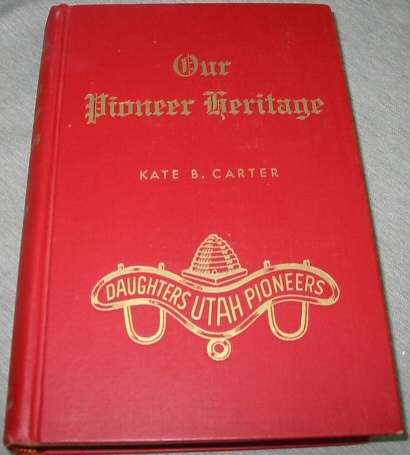 Our
Pioneer Heritage
KATE B. CARTER
DAUGHTERS UTAH PIONEERS